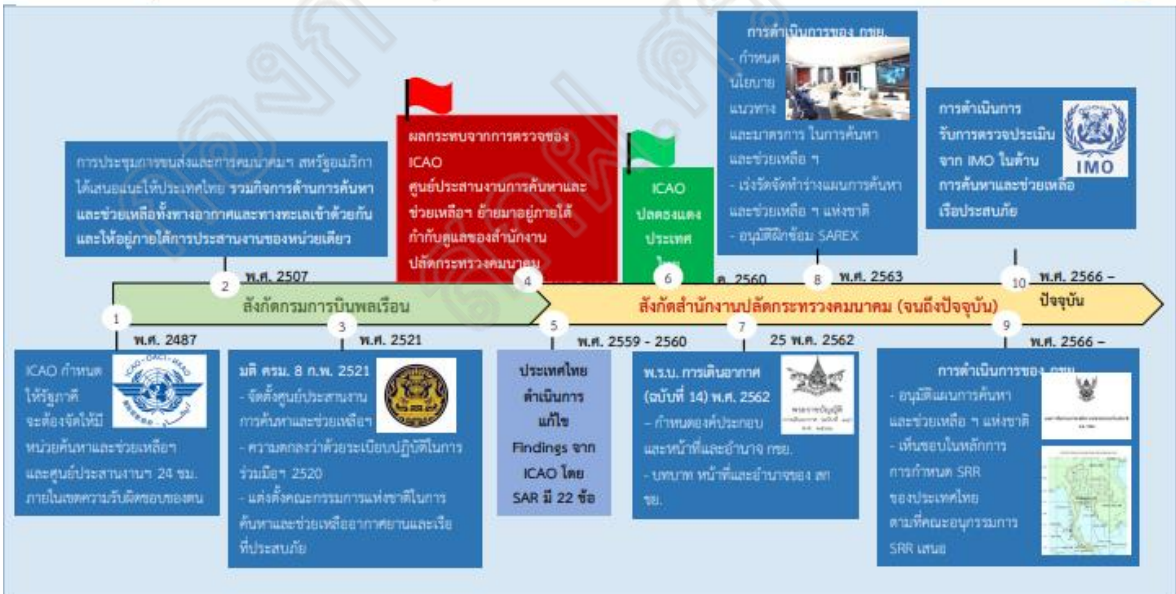 การประชุมการขนส่งและการคมนาคมฯ สหรัฐอเมริกา
ได้เสนอแนะให้ประเทศไทย รวมกิจการด้านการค้นหา
และช่วยเหลือทั้งทางอากาศและทางทะเลเข้าด้วยกัน
และให้อยู่ภายใต้การประสานงานของหน่วยเดียว
ผลกระทบจากการตรวจของ
ICAO
ศูนย์ประสานงานการค้นหาและ
ช่วยเหลือฯ ย้ายมาอยู่ภายใต้
กำกับดูแลของสำนักงาน
ปลัดกระทรวงคมนาคม
ICAO
ปลดธงแดง
ประเทศ
ไทย
การดำเนินการของ กชย.
- กำหนด
นโยบาย
แนวทาง
และมาตรการ ในการค้นหา
และช่วยเหลือ ฯ
- เร่งรัดจัดทำร่างแผนการค้นหา
และช่วยเหลือ ฯ แห่งชาติ
- อนุมัติฝึกซ้อม SAREX
การดำเนินการ
รับการตรวจประเมิน
จาก IMO ในด้าน
การค้นหาและช่วยเหลือ
เรือประสบภัย
IMO
2
พ.ศ. 2507
4
6
ค. 2560
8
พ.ศ. 2563
10
พ.ศ. 2566 –
ปัจจุบัน
สังกัดกรมการบินพลเรือน
สังกัดสำนักงานปลัดกระทรวงคมนาคม (จนถึงปัจจุบัน)
1
พ.ศ. 2487
3
พ.ศ. 2521
5
พ.ศ. 2559 - 2560
7
25 พ.ค. 2562
9
พ.ศ. 2566 –
ICAO กำหนด
ให้รัฐภาคี
จะต้องจัดให้มี
หน่วยค้นหาและช่วยเหลือฯ
และศูนย์ประสานงานฯ 24 ชม.
ภายในเขตความรับผิดชอบของตน
มติ ครม. 8 ก.พ. 2521
- จัดตั้งศูนย์ประสานงาน
การค้นหาและช่วยเหลือฯ
- ความตกลงว่าด้วยระเบียบปฏิบัติในการ
ร่วมมือฯ 2520
- แต่งตั้งคณะกรรมการแห่งชาติในการ
ค้นหาและช่วยเหลืออากาศยานและเรือ
ที่ประสบภัย
ประเทศไทย
ดำเนินการ
แก้ไข
Findings จาก
ICAO โดย
SAR มี 22 ข้อ
พ.ร.บ. การเดินอากาศ
(ฉบับที่ 14) พ.ศ. 2562
- กำหนดองค์ประกอบ
และหน้าที่และอำนาจ กชย.
- บทบาท หน้าที่และอำนาจของ สก
ชย.
พระราชบัญญัติ
การดำเนินการของ กชย.
- อนุมัติแผนการค้นหา
และช่วยเหลือ ฯ แห่งชาติ
- เห็นชอบในหลักการ
การกำหนด SRR
ของประเทศไทย
ตามที่คณะอนุกรรมการ
SRR เสนอ